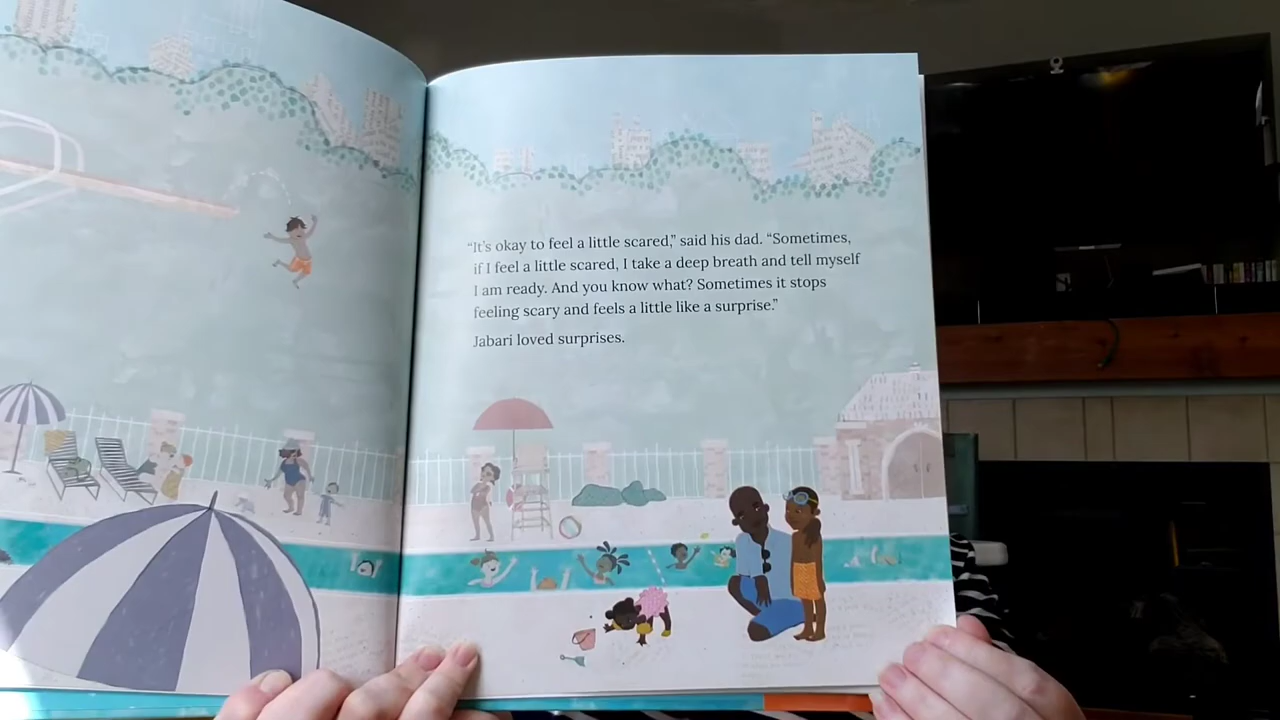 “It’s okay to feel a little scared,” said his dad. “Sometimes,
if I feel a little scared, I take a deep breath and tell myself
I am ready. And you know what? Sometimes it stops
feeling scary and feels a little like a surprise.”
Jabari loved surprises.